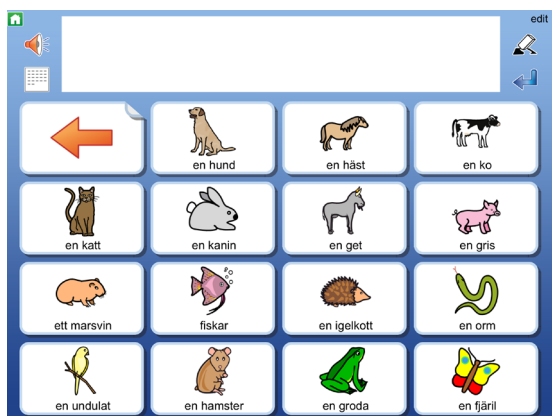 edit
en hund
en häst
en ko
en katt
en kanin
en get
en gris
ett marsvin
fiskar
en igelkott
en orm
en undulat
en hamster
en groda
en fjäril